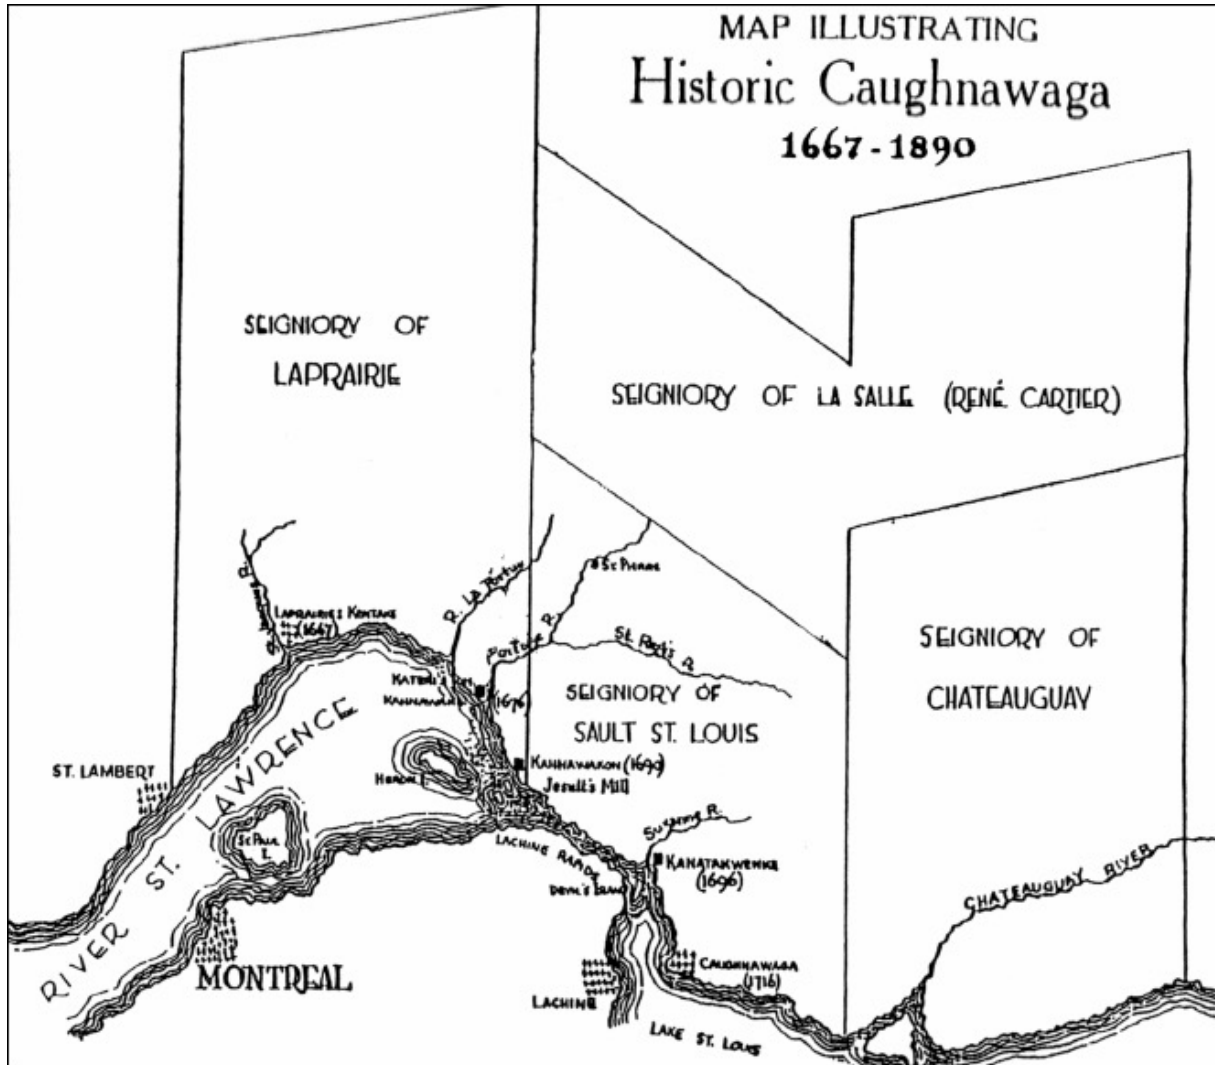 MAP ILLUSTRATING
Historic Caughnawaga
1667-1890
SEIGNIORY OF
LAPRAIRIE
SEIGNIORY OF LA SALLE (RENÉ CARTIER)
R. La Tortue
St Pierre
LAPRAIRIE & KENTAKE
(1667)
Portage R.
St. Regis R.
SEIGNIORY OF
CHATEAUGUAY
KATERI'S
(1676)
SEIGNIORY OF
SAULT ST. LOUIS
ST. LAMBERT
RIVER ST. LAWRENCE
KAHNAWAKON (1690)
Jesuit's Mill
HERON I.
St Paul
I.
Suzanne R.
LACHINE RAPIDS
KANATAKWENKE
(1696)
DEVIL'S ISLAND
CHATEAUGUAY RIVER
MONTREAL
CAUGHNAWAGA
(1716)
LACHINE
LAKE ST. LOUIS